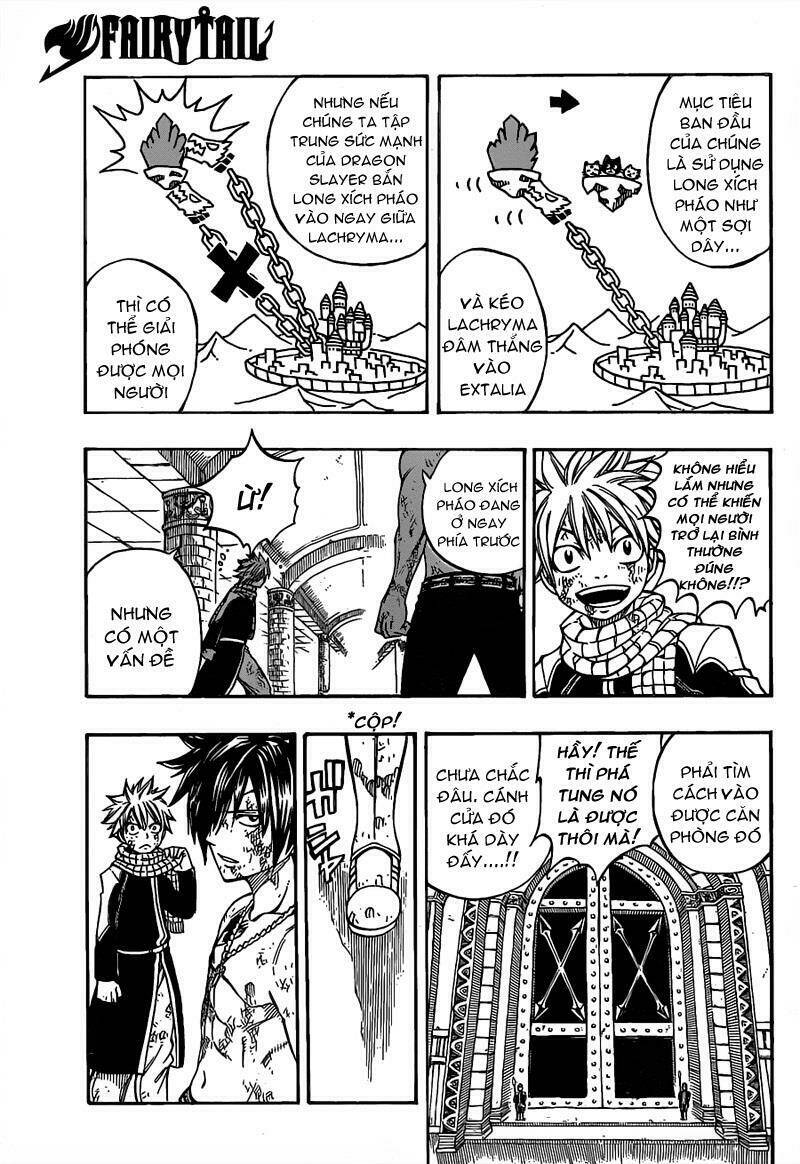 FAIRY TAIL
MỤC TIÊU
BAN ĐẦU
CỦA CHÚNG
LÀ SỬ DỤNG
LONG XÍCH
PHÁO NHƯ
MỘT SỢI
DÂY...
VÀ KÉO
LACHRYMA
ĐÂM THẲNG
VÀO
EXTALIA
NHƯNG NẾU
CHÚNG TA TẬP
TRUNG SỨC MẠNH
CỦA DRAGON
SLAYER BẮN
LONG XÍCH PHÁO
VÀO NGAY GIỮA
LACHRYMA...
THÌ CÓ
THỂ GIẢI
PHÓNG
ĐƯỢC MỌI
NGƯỜI
KHÔNG HIỂU
LẮM NHƯNG
CÓ THỂ KHIẾN
MỌI NGƯỜI
TRỞ LẠI BÌNH
THƯỜNG
ĐÚNG
KHÔNG!!?
LONG XÍCH
PHÁO ĐANG
Ở NGAY
PHÍA TRƯỚC
Ừ!
NHƯNG
CÓ MỘT
VẤN ĐỀ
PHẢI TÌM
CÁCH VÀO
ĐƯỢC CĂN
PHÒNG ĐÓ
HẦY! THẾ
THÌ PHÁ
TUNG NÓ
LÀ ĐƯỢC
THÔI MÀ!
CHƯA CHẮC
ĐÂU. CÁNH
CỬA ĐÓ
KHÁ DÀY
ĐẤY....!!
*CỘP!
ザッ